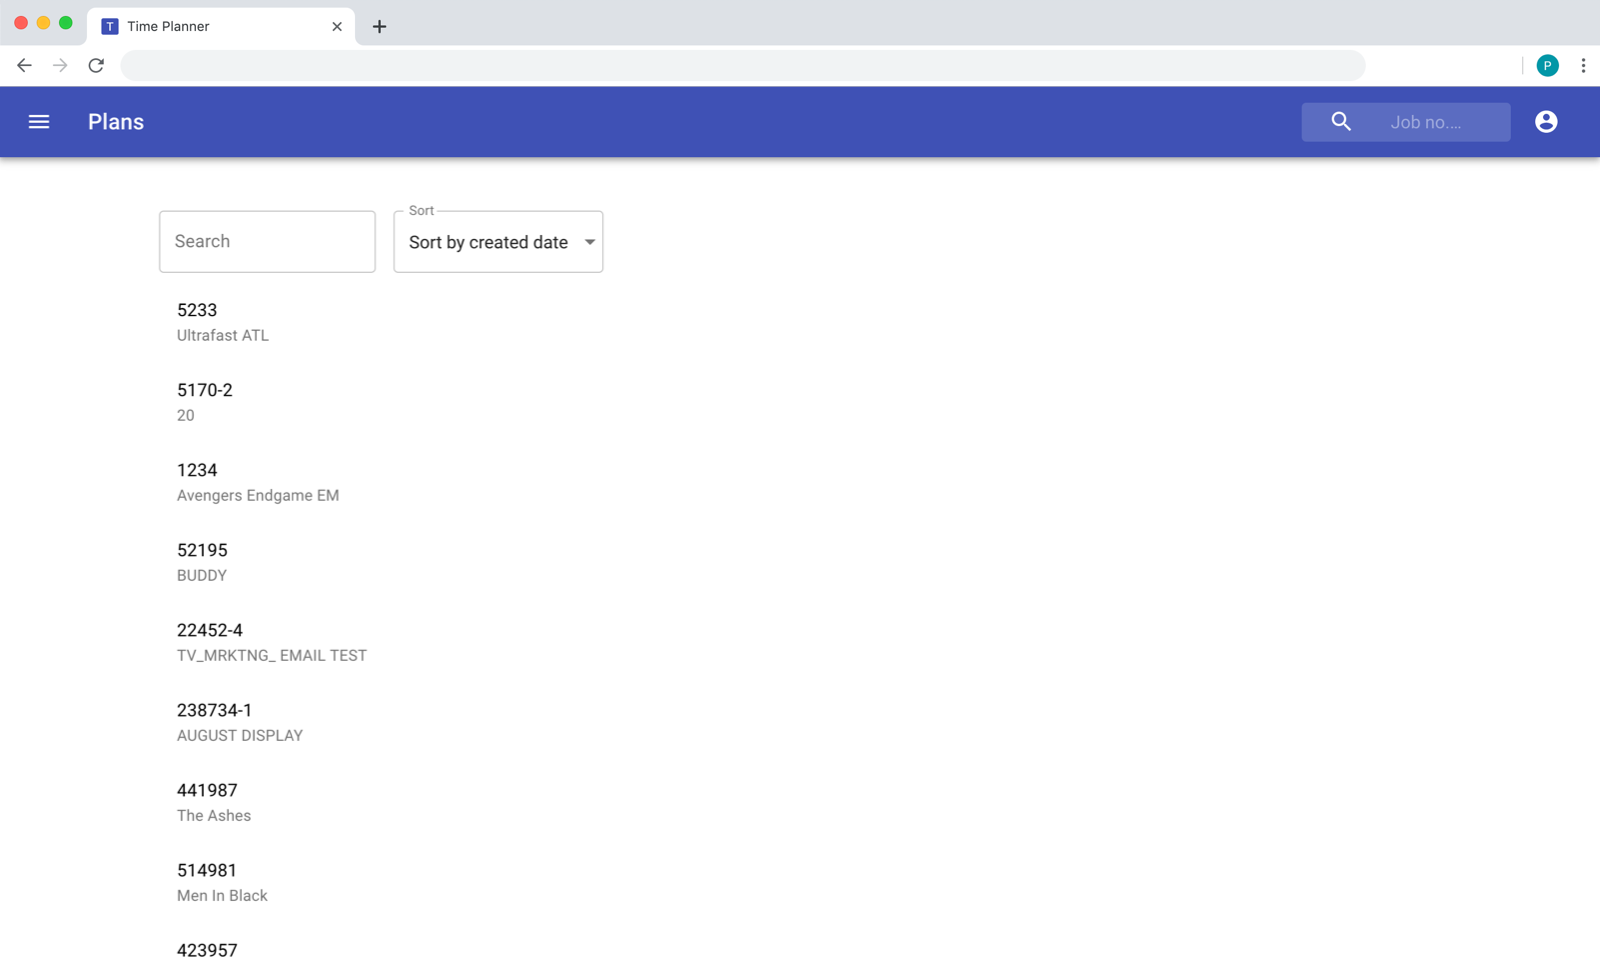 T Time Planner
P
Plans
Job no....
Sort
Search
Sort by created date
5233
Ultrafast ATL
5170-2
20
1234
Avengers Endgame EM
52195
BUDDY
22452-4
TV_MRKTNG_ EMAIL TEST
238734-1
AUGUST DISPLAY
441987
The Ashes
514981
Men In Black
423957